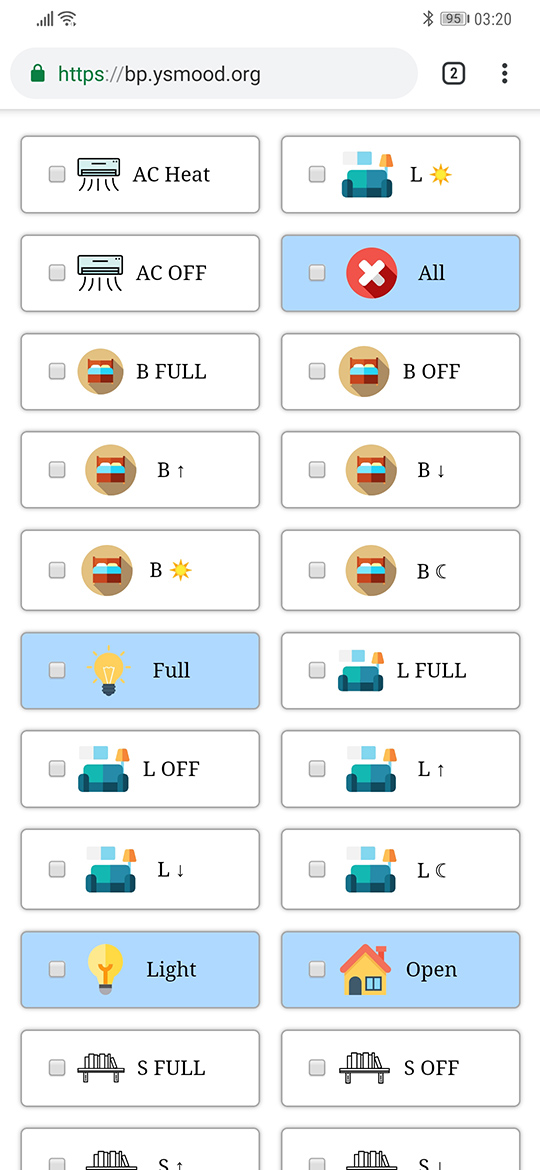 95 03:20
https://bp.ysmood.org 2
AC Heat
L ☀
AC OFF
All
B FULL
B OFF
B ↑
B ↓
B ☀
B ☾
Full
L FULL
L OFF
L ↑
L ↓
L ☾
Light
Open
S FULL
S OFF
S ↑
S ↓